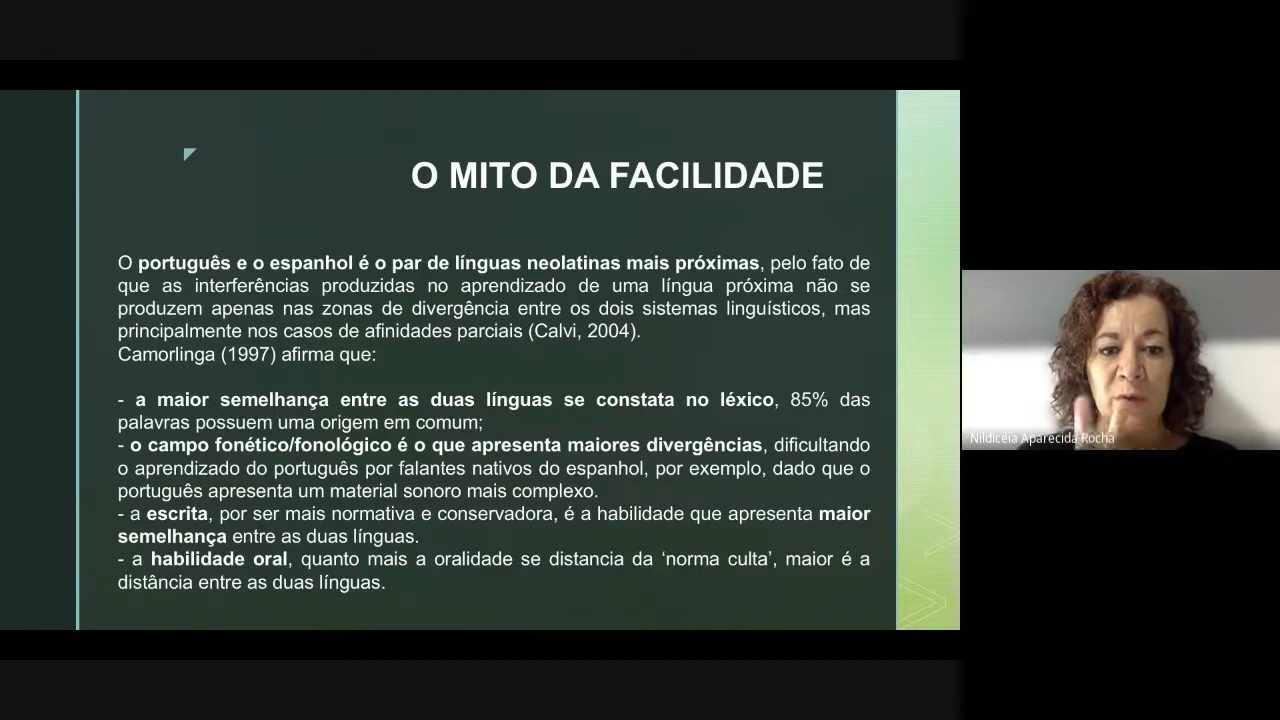 O MITO DA FACILIDADE
O português e o espanhol é o par de línguas neolatinas mais próximas, pelo fato de
que as interferências produzidas no aprendizado de uma língua próxima não se
produzem apenas nas zonas de divergência entre os dois sistemas linguísticos, mas
principalmente nos casos de afinidades parciais (Calvi, 2004).
Camorlinga (1997) afirma que:
- a maior semelhança entre as duas línguas se constata no léxico, 85% das
palavras possuem uma origem em comum;
- o campo fonético/fonológico é o que apresenta maiores divergências, dificultando
o aprendizado do português por falantes nativos do espanhol, por exemplo, dado que o
português apresenta um material sonoro mais complexo.
- a escrita, por ser mais normativa e conservadora, é a habilidade que apresenta maior
semelhança entre as duas línguas.
- a habilidade oral, quanto mais a oralidade se distancia da ‘norma culta’, maior é a
distância entre as duas línguas.
Nildicéia Aparecida Rocha